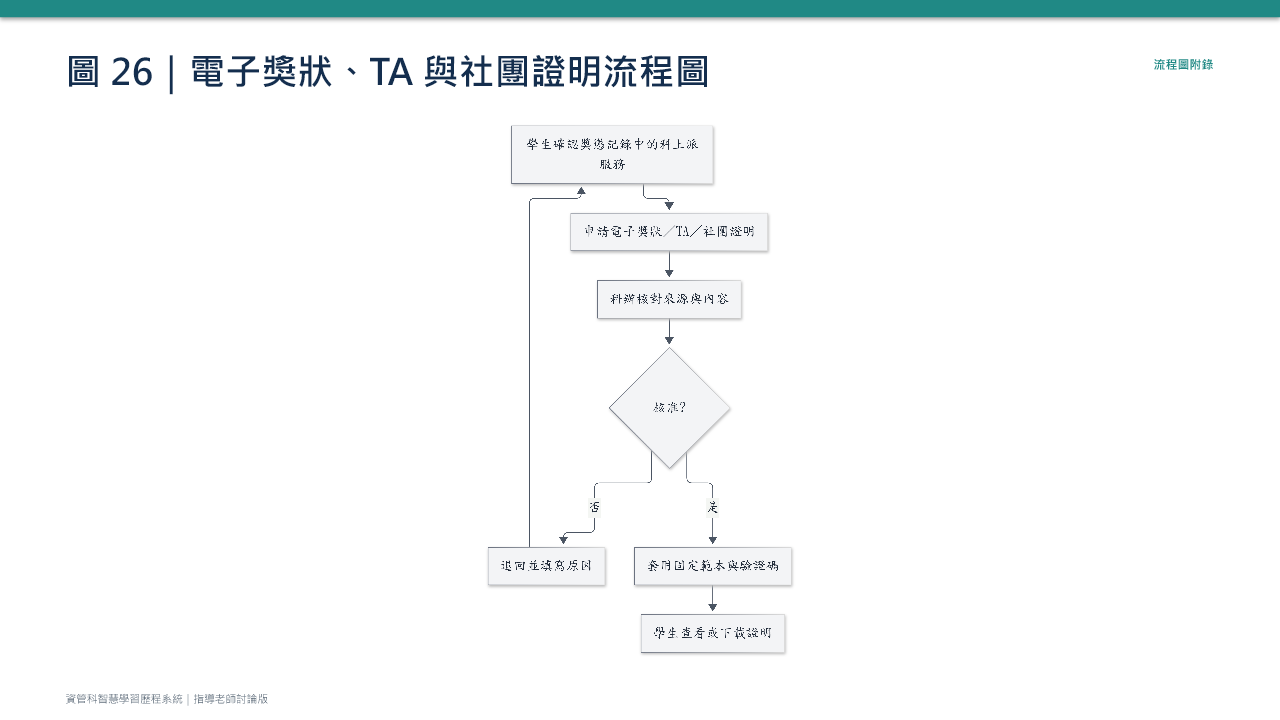 圖 26｜電子獎狀、TA 與社團證明流程圖
流程圖附錄
學生確認獎懲記錄中的科上派
服務
申請電子獎狀／TA／社團證明
科辦核對來源與內容
核准?
否
是
退回並填寫原因
套用固定範本與驗證碼
學生查看或下載證明
資管科智慧學習歷程系統｜指導老師討論版